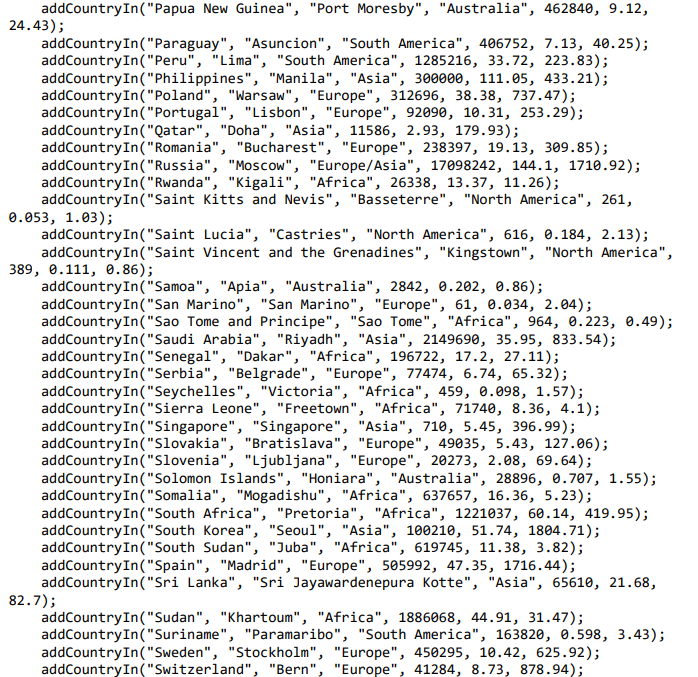 addCountryIn("Papua New Guinea", "Port Moresby", "Australia", 462840, 9.12,
24.43);
addCountryIn("Paraguay", "Asuncion", "South America", 406752, 7.13, 40.25);
addCountryIn("Peru", "Lima", "South America", 1285216, 33.72, 223.83);
addCountryIn("Philippines", "Manila", "Asia", 300000, 111.05, 433.21);
addCountryIn("Poland", "Warsaw", "Europe", 312696, 38.38, 737.47);
addCountryIn("Portugal", "Lisbon", "Europe", 92090, 10.31, 253.29);
addCountryIn("Qatar", "Doha", "Asia", 11586, 2.93, 179.93);
addCountryIn("Romania", "Bucharest", "Europe", 238397, 19.13, 309.85);
addCountryIn("Russia", "Moscow", "Europe/Asia", 17098242, 144.1, 1710.92);
addCountryIn("Rwanda", "Kigali", "Africa", 26338, 13.37, 11.26);
addCountryIn("Saint Kitts and Nevis", "Basseterre", "North America", 261,
0.053, 1.03);
addCountryIn("Saint Lucia", "Castries", "North America", 616, 0.184, 2.13);
addCountryIn("Saint Vincent and the Grenadines", "Kingstown", "North America",
389, 0.111, 0.86);
addCountryIn("Samoa", "Apia", "Australia", 2842, 0.202, 0.86);
addCountryIn("San Marino", "San Marino", "Europe", 61, 0.034, 2.04);
addCountryIn("Sao Tome and Principe", "Sao Tome", "Africa", 964, 0.223, 0.49);
addCountryIn("Saudi Arabia", "Riyadh", "Asia", 2149690, 35.95, 833.54);
addCountryIn("Senegal", "Dakar", "Africa", 196722, 17.2, 27.11);
addCountryIn("Serbia", "Belgrade", "Europe", 77474, 6.74, 65.32);
addCountryIn("Seychelles", "Victoria", "Africa", 459, 0.098, 1.57);
addCountryIn("Sierra Leone", "Freetown", "Africa", 71740, 8.36, 4.1);
addCountryIn("Singapore", "Singapore", "Asia", 710, 5.45, 396.99);
addCountryIn("Slovakia", "Bratislava", "Europe", 49035, 5.43, 127.06);
addCountryIn("Slovenia", "Ljubljana", "Europe", 20273, 2.08, 69.64);
addCountryIn("Solomon Islands", "Honiara", "Australia", 28896, 0.707, 1.55);
addCountryIn("Somalia", "Mogadishu", "Africa", 637657, 16.36, 5.23);
addCountryIn("South Africa", "Pretoria", "Africa", 1221037, 60.14, 419.95);
addCountryIn("South Korea", "Seoul", "Asia", 100210, 51.74, 1804.71);
addCountryIn("South Sudan", "Juba", "Africa", 619745, 11.38, 3.82);
addCountryIn("Spain", "Madrid", "Europe", 505992, 47.35, 1716.44);
addCountryIn("Sri Lanka", "Sri Jayawardenepura Kotte", "Asia", 65610, 21.68,
82.7);
addCountryIn("Sudan", "Khartoum", "Africa", 1886068, 44.91, 31.47);
addCountryIn("Suriname", "Paramaribo", "South America", 163820, 0.598, 3.43);
addCountryIn("Sweden", "Stockholm", "Europe", 450295, 10.42, 625.92);
addCountryIn("Switzerland", "Bern", "Europe", 41284, 8.73, 878.94);